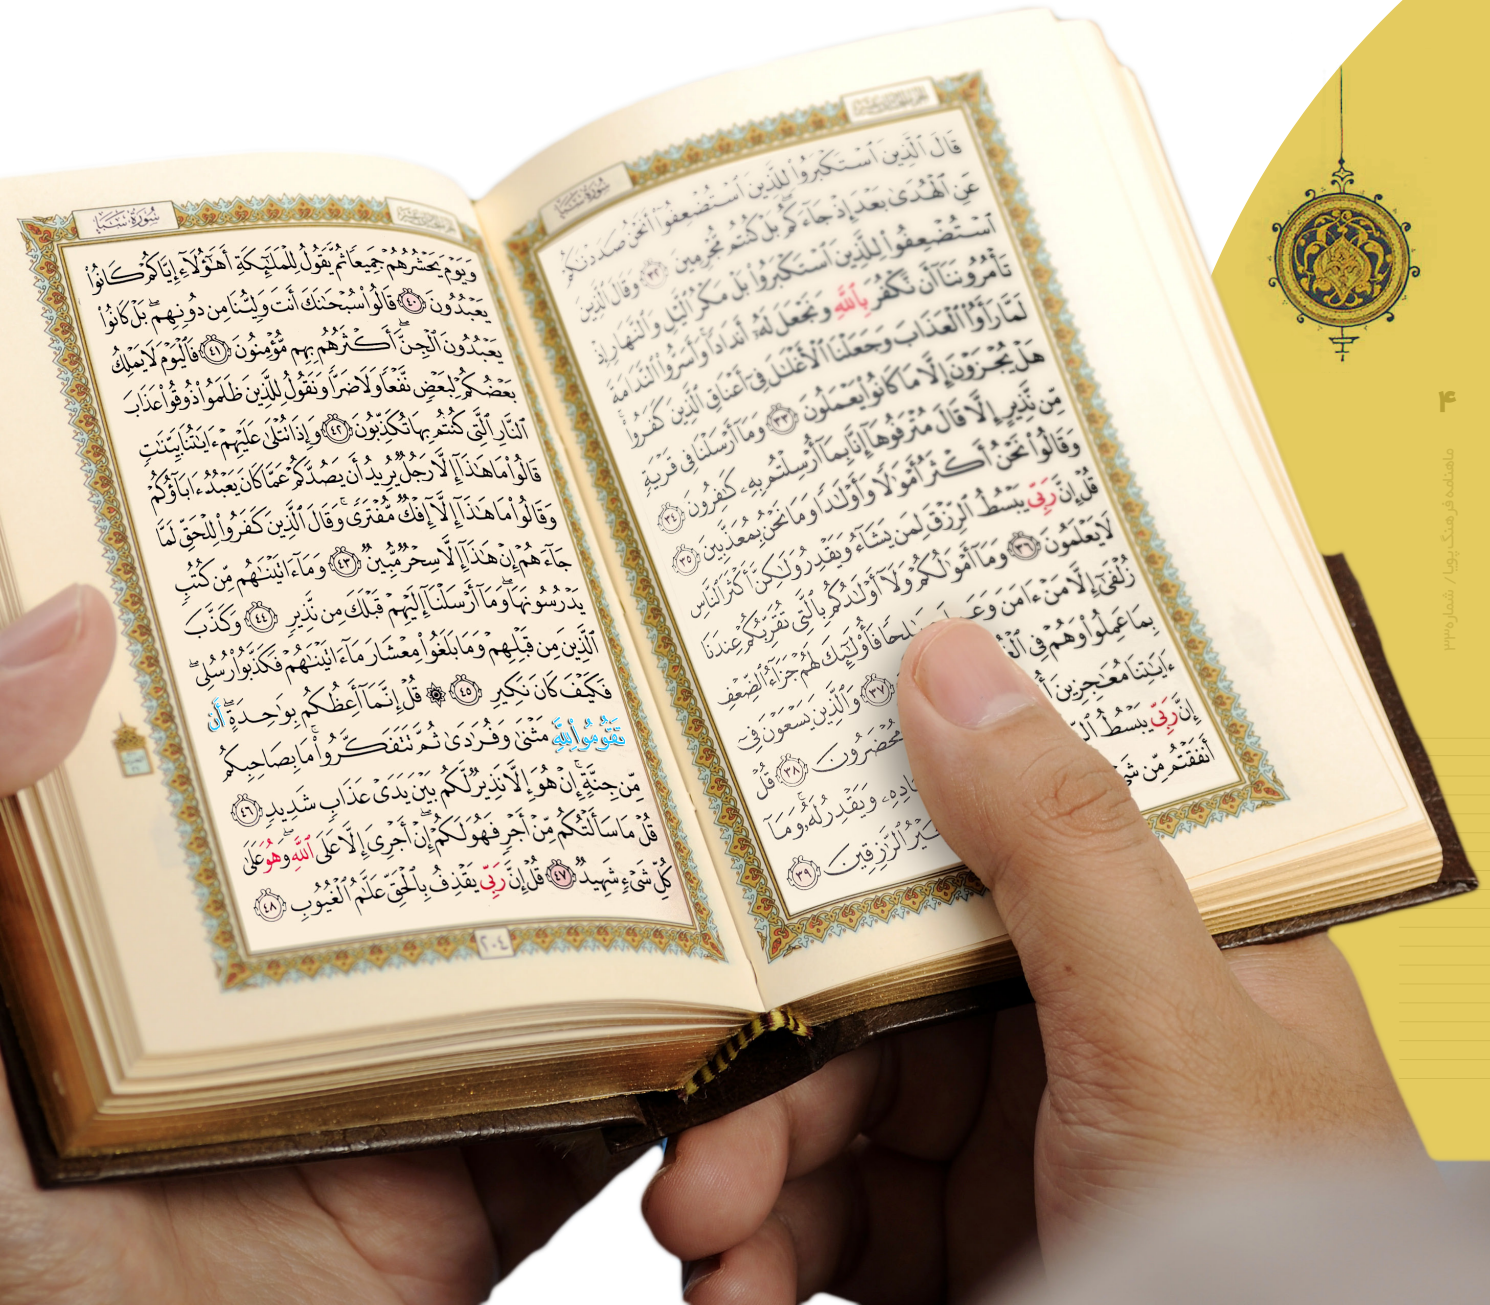 قَالَ ٱلَّذِينَ ٱسْتَكْبَرُوا۟ لِلَّذِينَ ٱسْتُضْعِفُوٓا۟ أَنَحْنُ صَدَدْنَٰكُمْ
عَنِ ٱلْهُدَىٰ بَعْدَ إِذْ جَآءَكُم بَلْ كُنتُم مُّجْرِمِينَ ٣٢ وَقَالَ ٱلَّذِينَ
ٱسْتُضْعِفُوا۟ لِلَّذِينَ ٱسْتَكْبَرُوا۟ بَلْ مَكْرُ ٱلَّيْلِ وَٱلنَّهَارِ إِذْ
تَأْمُرُونَنَآ أَن نَّكْفُرَ بِٱللَّهِ وَنَجْعَلَ لَهُۥٓ أَندَادًا وَأَسَرُّوا۟ ٱلنَّدَامَةَ
لَمَّا رَأَوُا۟ ٱلْعَذَابَ وَجَعَلْنَا ٱلْأَغْلَٰلَ فِىٓ أَعْنَاقِ ٱلَّذِينَ كَفَرُوا۟
هَلْ يُجْزَوْنَ إِلَّا مَا كَانُوا۟ يَعْمَلُونَ ٣٣ وَمَآ أَرْسَلْنَا فِى قَرْيَةٍ
مِّن نَّذِيرٍ إِلَّا قَالَ مُتْرَفُوهَآ إِنَّا بِمَآ أُرْسِلْتُم بِهِۦ كَٰفِرُونَ ٣٤
وَقَالُوا۟ نَحْنُ أَكْثَرُ أَمْوَٰلًا وَأَوْلَٰدًا وَمَا نَحْنُ بِمُعَذَّبِينَ ٣٥
قُلْ إِنَّ رَبِّى يَبْسُطُ ٱلرِّزْقَ لِمَن يَشَآءُ وَيَقْدِرُ وَلَٰكِنَّ أَكْثَرَ ٱلنَّاسِ
لَا يَعْلَمُونَ ٣٦ وَمَآ أَمْوَٰلُكُمْ وَلَآ أَوْلَٰدُكُم بِٱلَّتِى تُقَرِّبُكُمْ عِندَنَا
زُلْفَىٰٓ إِلَّا مَنْ ءَامَنَ فَأُو۟لَٰٓئِكَ لَهُمْ جَزَآءُ ٱلضِّعْفِ
بِمَا عَمِلُوا۟ وَهُمْ فِى ٣٧ وَٱلَّذِينَ يَسْعَوْنَ فِىٓ
ءَايَٰتِنَا مُعَٰجِزِينَ مُحْضَرُونَ ٣٨ قُلْ
إِنَّ رَبِّى يَبْسُطُ وَيَقْدِرُ لَهُۥ وَمَآ
أَنفَقْتُم مِّن ٱلرَّٰزِقِينَ ٣٩
سُورَةُ سَبَإٍ
وَيَوْمَ يَحْشُرُهُمْ جَمِيعًا ثُمَّ يَقُولُ لِلْمَلَٰٓئِكَةِ أَهَٰٓؤُلَآءِ إِيَّاكُمْ كَانُوا۟
يَعْبُدُونَ ٤٠ قَالُوا۟ سُبْحَٰنَكَ أَنتَ وَلِيُّنَا مِن دُونِهِم بَلْ كَانُوا۟
يَعْبُدُونَ ٱلْجِنَّ أَكْثَرُهُم بِهِم مُّؤْمِنُونَ ٤١ فَٱلْيَوْمَ لَا يَمْلِكُ
بَعْضُكُمْ لِبَعْضٍ نَّفْعًا وَلَا ضَرًّا وَنَقُولُ لِلَّذِينَ ظَلَمُوا۟ ذُوقُوا۟ عَذَابَ
ٱلنَّارِ ٱلَّتِى كُنتُم بِهَا تُكَذِّبُونَ ٤٢ وَإِذَا تُتْلَىٰ عَلَيْهِمْ ءَايَٰتُنَا بَيِّنَٰتٍ
قَالُوا۟ مَا هَٰذَآ إِلَّا رَجُلٌ يُرِيدُ أَن يَصُدَّكُمْ عَمَّا كَانَ يَعْبُدُ ءَابَآؤُكُمْ
وَقَالُوا۟ مَا هَٰذَآ إِلَّآ إِفْكٌ مُّفْتَرًى وَقَالَ ٱلَّذِينَ كَفَرُوا۟ لِلْحَقِّ لَمَّا
جَآءَهُمْ إِنْ هَٰذَآ إِلَّا سِحْرٌ مُّبِينٌ ٤٣ وَمَآ ءَاتَيْنَٰهُم مِّن كُتُبٍ
يَدْرُسُونَهَا وَمَآ أَرْسَلْنَآ إِلَيْهِمْ قَبْلَكَ مِن نَّذِيرٍ ٤٤ وَكَذَّبَ
ٱلَّذِينَ مِن قَبْلِهِمْ وَمَا بَلَغُوا۟ مِعْشَارَ مَآ ءَاتَيْنَٰهُمْ فَكَذَّبُوا۟ رُسُلِى
فَكَيْفَ كَانَ نَكِيرِ ٤٥ ۞ قُلْ إِنَّمَآ أَعِظُكُم بِوَٰحِدَةٍ أَن
تَقُومُوا۟ لِلَّهِ مَثْنَىٰ وَفُرَٰدَىٰ ثُمَّ تَتَفَكَّرُوا۟ مَا بِصَاحِبِكُم
مِّن جِنَّةٍ إِنْ هُوَ إِلَّا نَذِيرٌ لَّكُم بَيْنَ يَدَىْ عَذَابٍ شَدِيدٍ ٤٦
قُلْ مَا سَأَلْتُكُم مِّنْ أَجْرٍ فَهُوَ لَكُمْ إِنْ أَجْرِىَ إِلَّا عَلَى ٱللَّهِ وَهُوَ عَلَىٰ
كُلِّ شَىْءٍ شَهِيدٌ ٤٧ قُلْ إِنَّ رَبِّى يَقْذِفُ بِٱلْحَقِّ عَلَّٰمُ ٱلْغُيُوبِ ٤٨
۴
ماهنامه فرهنگ پویا / شماره ۳۳